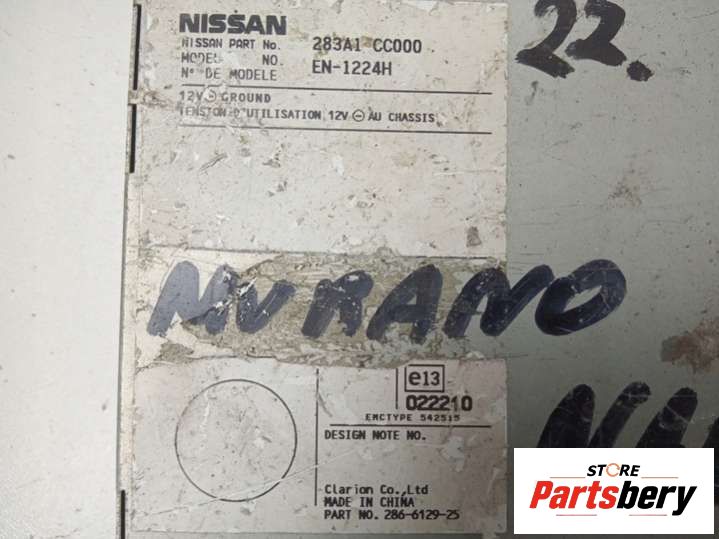 NISSAN
NISSAN PART No. 283A1-CC000
MODEL NO. EN-1224H
N° DE MODELE
12V ⊖ GROUND
TENSION D'UTILISATION 12V ⊖ AU CHASSIS
22.
MURANO
e13
022210
EMCTYPE 542515
DESIGN NOTE NO.
Clarion Co.,Ltd
MADE IN CHINA
PART NO. 286-6129-25
STORE
Partsbery